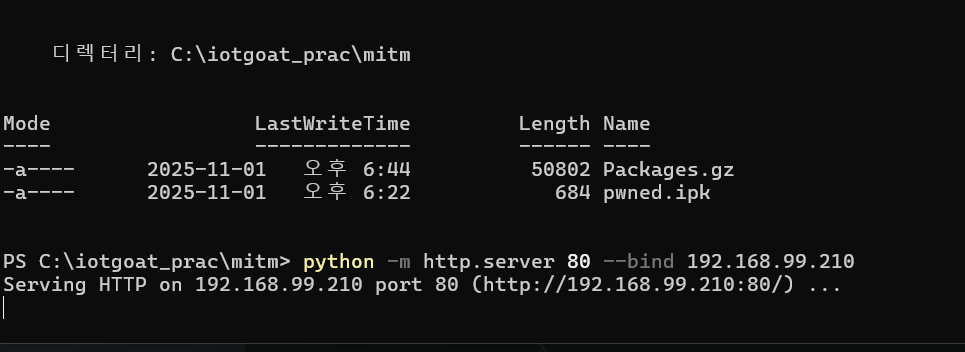 디렉터리: C:\iotgoat_prac\mitm
Mode                 LastWriteTime         Length Name
----                 -------------         ------ ----
-a----      2025-11-01   오후 6:44          50802 Packages.gz
-a----      2025-11-01   오후 6:22            684 pwned.ipk
PS C:\iotgoat_prac\mitm> python -m http.server 80 --bind 192.168.99.210
Serving HTTP on 192.168.99.210 port 80 (http://192.168.99.210:80/) ...